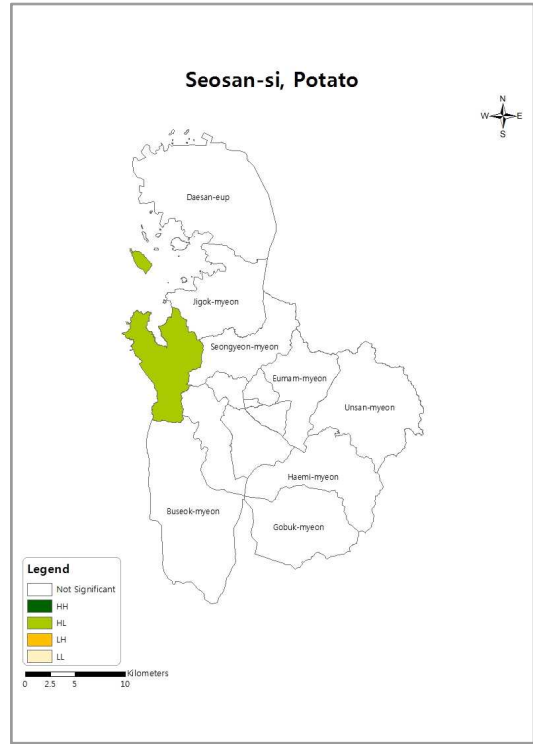 Seosan-si, Potato
N
W E
S
Daesan-eup
Jigok-myeon
Seongyeon-myeon
Eumam-myeon
Unsan-myeon
Haemi-myeon
Buseok-myeon
Gobuk-myeon
Legend
Not Significant
HH
HL
LH
LL
Kilometers
0 2.5 5 10